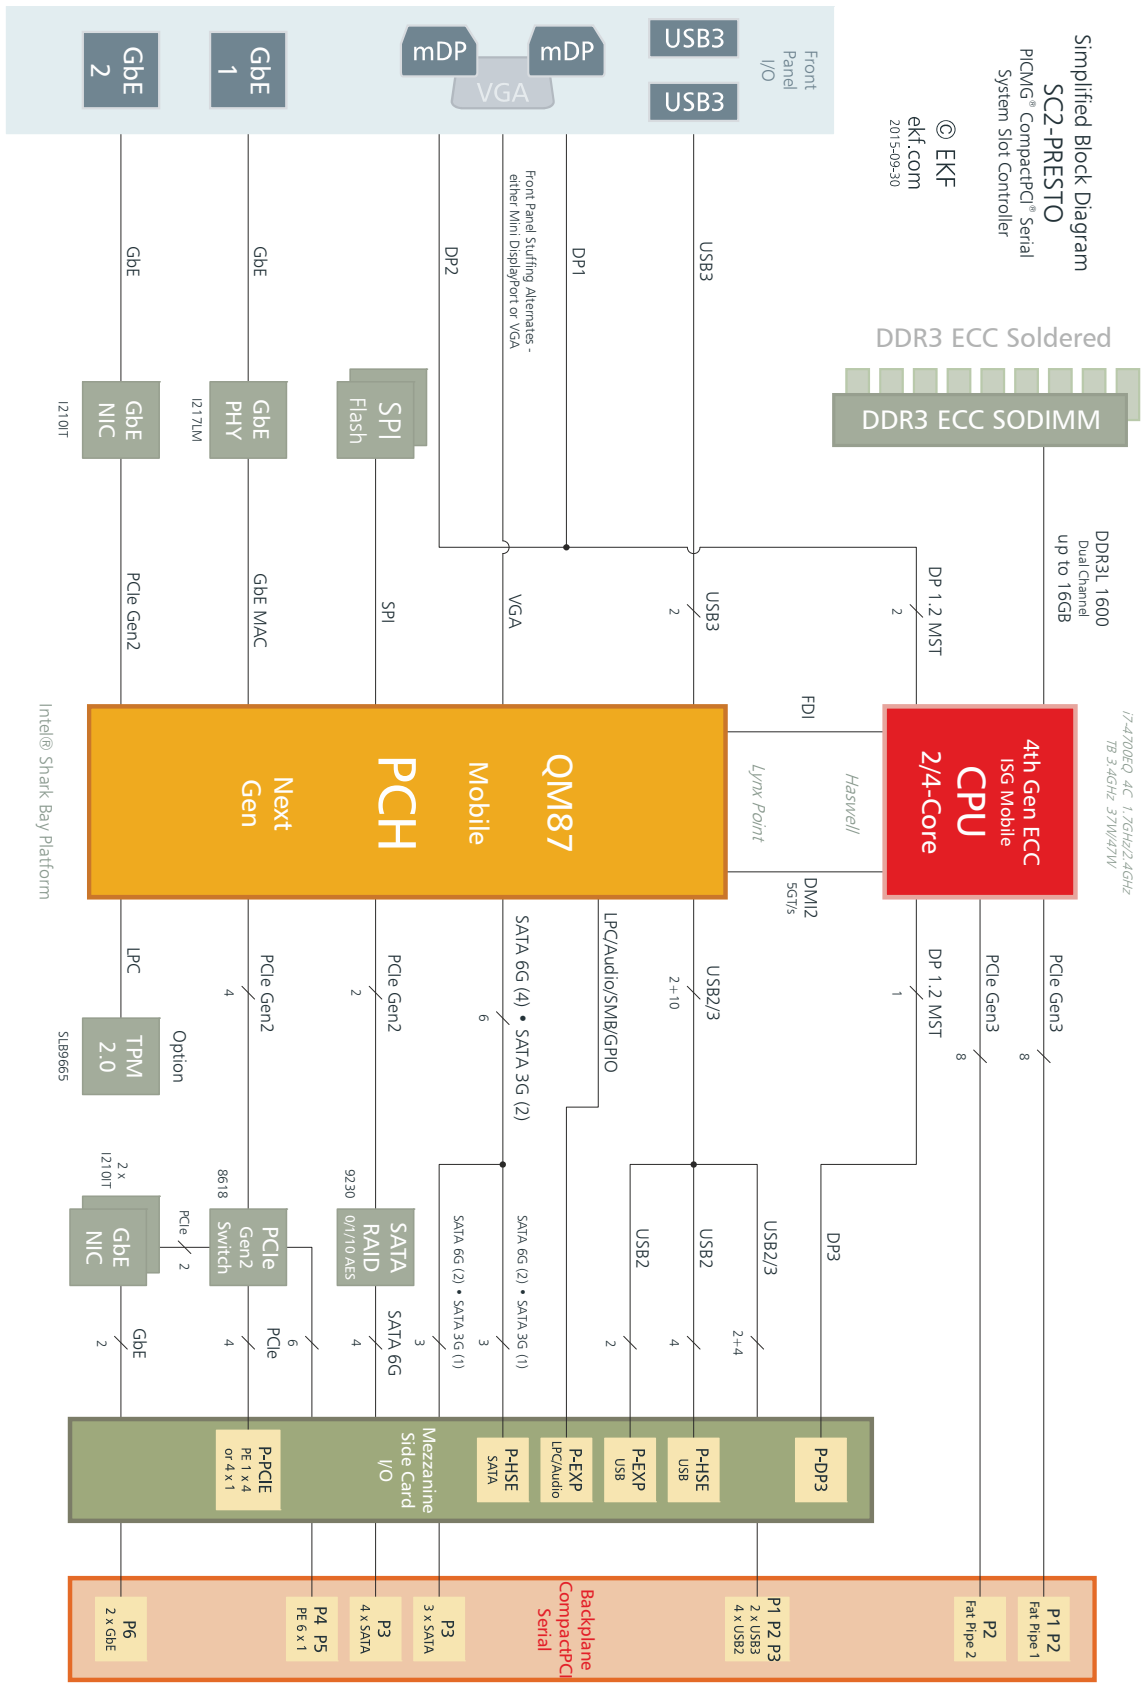 Simplified Block Diagram
SC2-PRESTO
PICMG® CompactPCI® Serial
System Slot Controller
© EKF
ekf.com
2015-09-30
Front
Panel
I/O
USB3
USB3
mDP
mDP
VGA
GbE
1
GbE
2
USB3
DP1
Front Panel Stuffing Alternates -
either Mini DisplayPort or VGA
DP2
GbE
GbE
DDR3 ECC Soldered
DDR3 ECC SODIMM
SPI
Flash
GbE
PHY
I217LM
GbE
NIC
I210IT
DDR3L 1600
Dual Channel
up to 16GB
DP 1.2 MST
2
USB3
2
VGA
SPI
GbE MAC
PCIe Gen2
i7-4700EQ 4C 1.7GHz/2.4GHz
TB 3.4GHz 37W/47W
4th Gen ECC
ISG Mobile
CPU
2/4-Core
Haswell
FDI
DMI2
5GT/s
Lynx Point
QM87
Mobile
PCH
Next
Gen
Intel® Shark Bay Platform
PCIe Gen3
8
PCIe Gen3
8
DP 1.2 MST
1
USB2/3
2+10
LPC/Audio/SMB/GPIO
SATA 6G (4) • SATA 3G (2)
6
PCIe Gen2
2
PCIe Gen2
4
LPC
Option
TPM
2.0
SLB9665
DP3
USB2/3
2+4
USB2
4
USB2
2
SATA 6G (2) • SATA 3G (1)
3
SATA 6G (2) • SATA 3G (1)
3
9230
SATA
RAID
0/1/10 AES
SATA 6G
4
8618
PCIe
Gen2
Switch
6
PCIe
4
PCIe
2
2 x
I210IT
GbE
NIC
GbE
2
P-DP3
P-HSE
USB
P-EXP
USB
P-EXP
LPC/Audio
P-HSE
SATA
Mezzanine
Side Card
I/O
P-PCIE
PE 1 x 4
or 4 x 1
P1 P2
Fat Pipe 1
P2
Fat Pipe 2
P1 P2 P3
2 x USB3
4 x USB2
Backplane
CompactPCI
Serial
P3
3 x SATA
P3
4 x SATA
P4 P5
PE 6 x 1
P6
2 x GbE